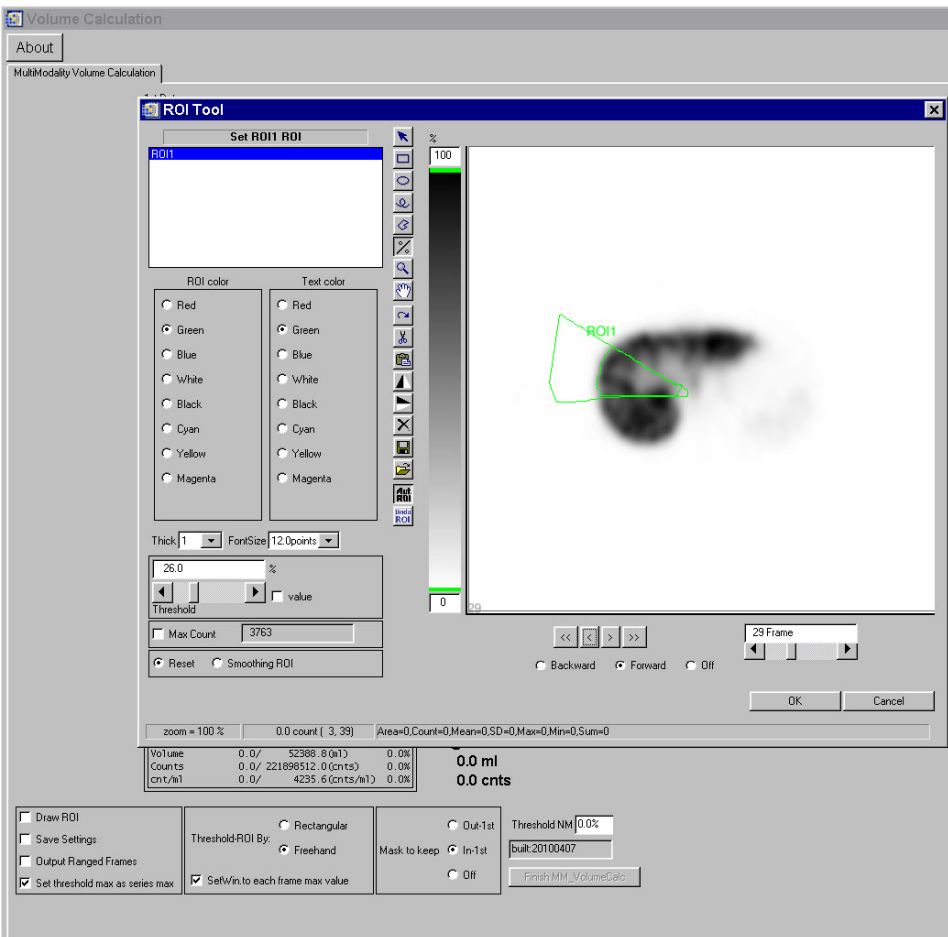 Volume Calculation
About
MultiModality Volume Calculation
ROI Tool
Set ROI1 ROI
ROI1
%
100
ROI color
Text color
Red
Red
Green
Green
Blue
Blue
White
White
Black
Black
Cyan
Cyan
Yellow
Yellow
Magenta
Magenta
Aut ROI
Undo ROI
ROI1
Thick 1 FontSize 12.0points
26.0 %
value
Threshold
0
29
Max Count 3763
Reset Smoothing ROI
<< < > >>
29 Frame
Backward Forward Off
OK Cancel
zoom = 100 % 0.0 count ( 3, 39) Area=0,Count=0,Mean=0,SD=0,Max=0,Min=0,Sum=0
Volume 0.0/ 52388.8(ml) 0.0%
Counts 0.0/ 221898512.0(cnts) 0.0%
cnt/ml 0.0/ 4235.6(cnts/ml) 0.0%
0.0 ml
0.0 cnts
Draw ROI
Save Settings
Output Ranged Frames
Set threshold max as series max
Threshold-ROI By:
Rectangular
Freehand
SetWin.to each frame max value
Mask to keep
Out-1st
In-1st
Off
Threshold NM 0.0%
built:20100407
Finish MM_VolumeCalc